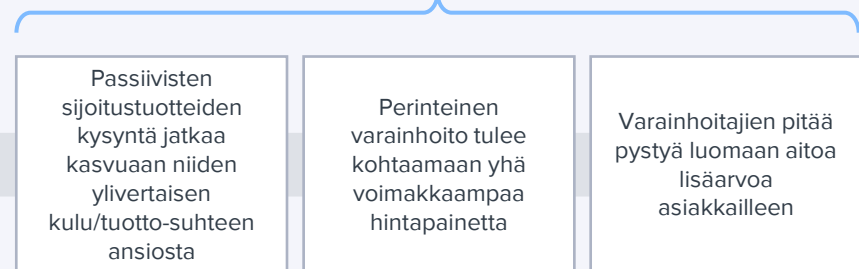 Passiivisten
sijoitustuotteiden
kysyntä jatkaa
kasvuaan niiden
ylivertaisen
kulu/tuotto-suhteen
ansiosta
Perinteinen
varainhoito tulee
kohtaamaan yhä
voimakkaampaa
hintapainetta
Varainhoitajien pitää
pystyä luomaan aitoa
lisäarvoa
asiakkailleen